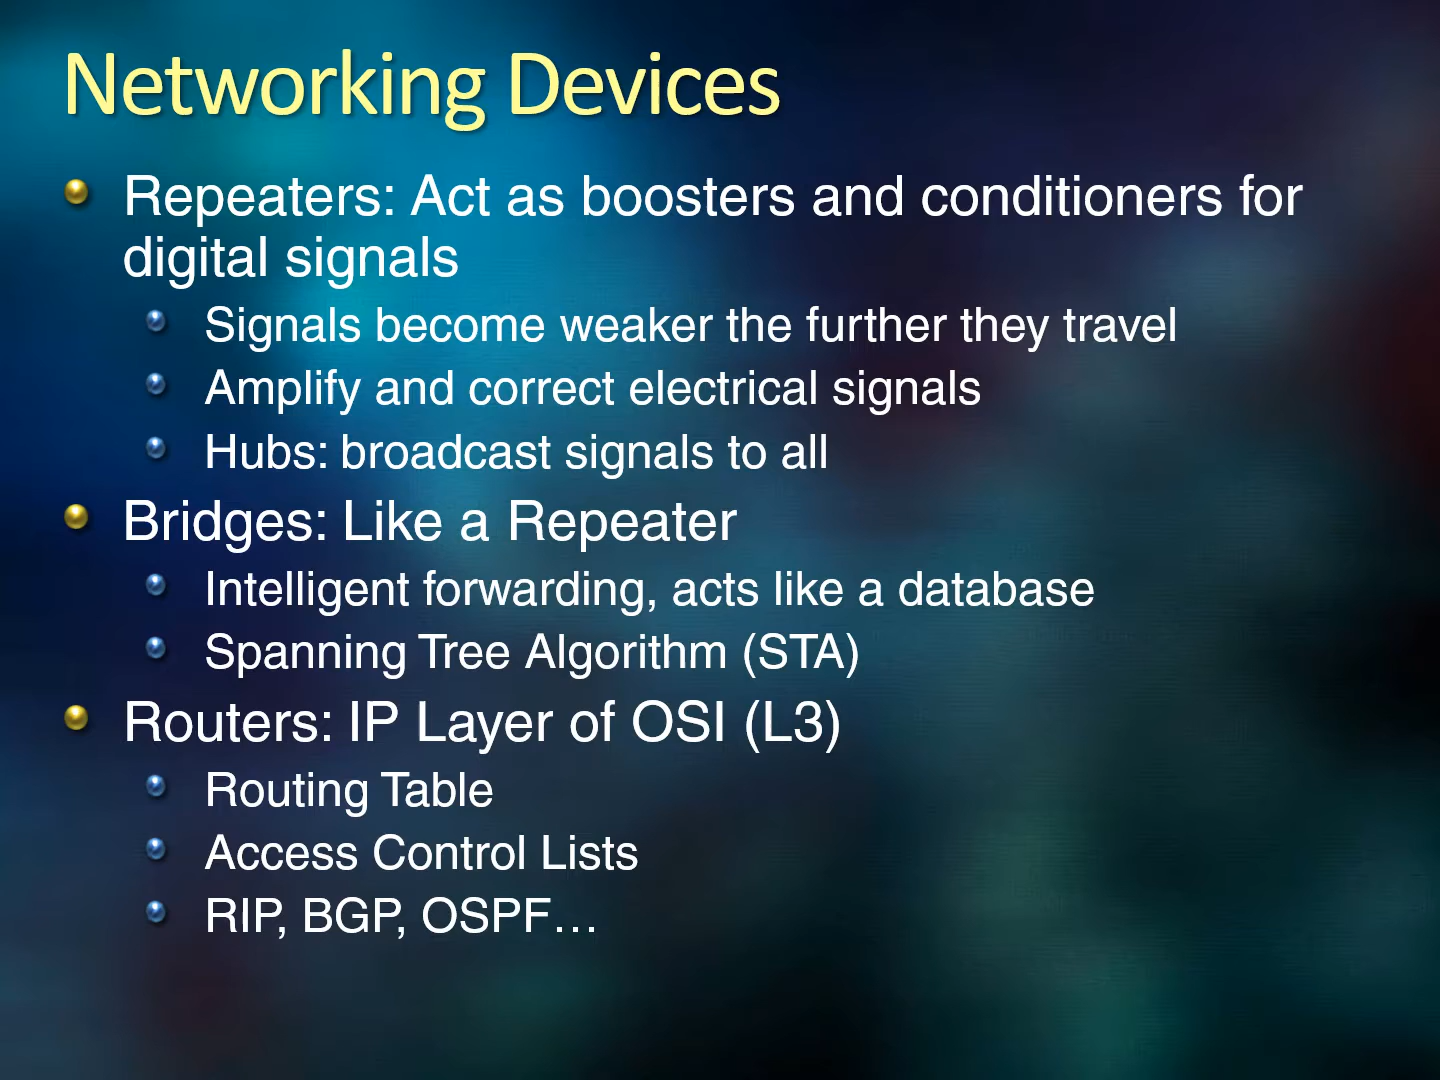 Networking Devices
Repeaters: Act as boosters and conditioners for
digital signals
Signals become weaker the further they travel
Amplify and correct electrical signals
Hubs: broadcast signals to all
Bridges: Like a Repeater
Intelligent forwarding, acts like a database
Spanning Tree Algorithm (STA)
Routers: IP Layer of OSI (L3)
Routing Table
Access Control Lists
RIP, BGP, OSPF…